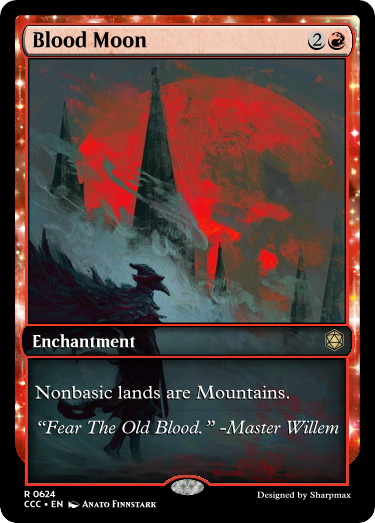 Blood Moon 2
Enchantment
Nonbasic lands are Mountains.
“Fear The Old Blood.” -Master Willem
R 0624
CCC • EN Anato Finnstark
Designed by Sharpmax